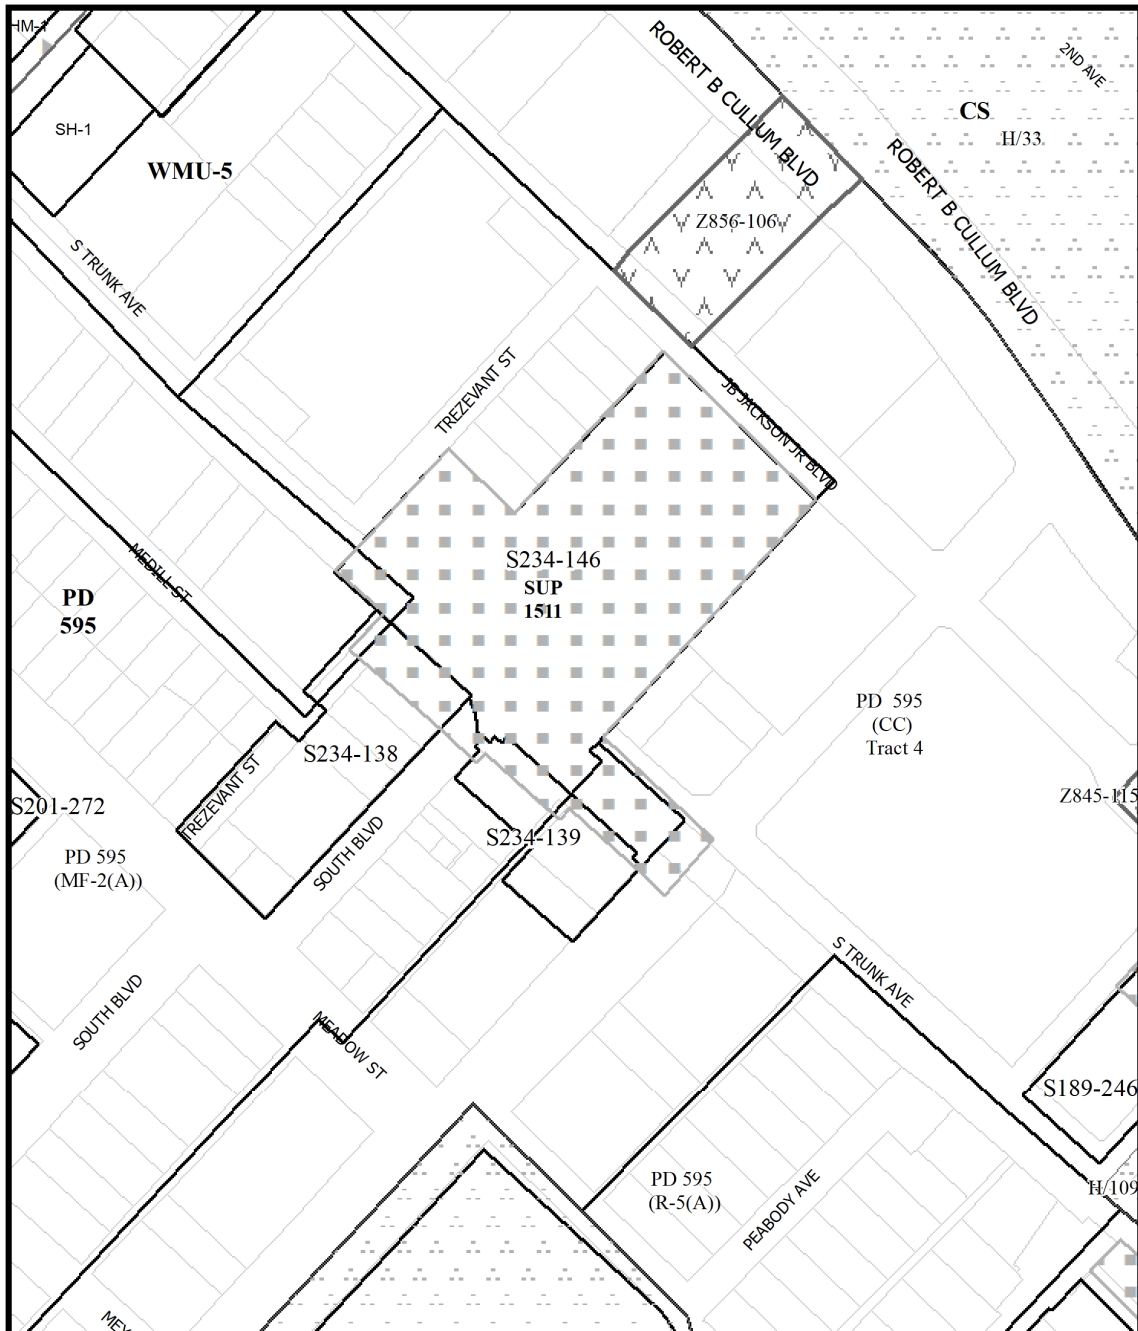 HM-1
ROBERT B CULLUM BLVD
2ND AVE
CS
H/33
SH-1
WMU-5
ROBERT B CULLUM BLVD
Z856-106
S TRUNK AVE
TREZEVANT ST
JB JACKSON JR BLVD
S234-146
SUP
1511
MEDILL ST
PD
595
PD 595
(CC)
Tract 4
S234-138
TREZEVANT ST
S201-272
Z845-115
S234-139
SOUTH BLVD
PD 595
(MF-2(A))
S TRUNK AVE
SOUTH BLVD
MEADOW ST
S189-246
PD 595
(R-5(A))
H/109
PEABODY AVE